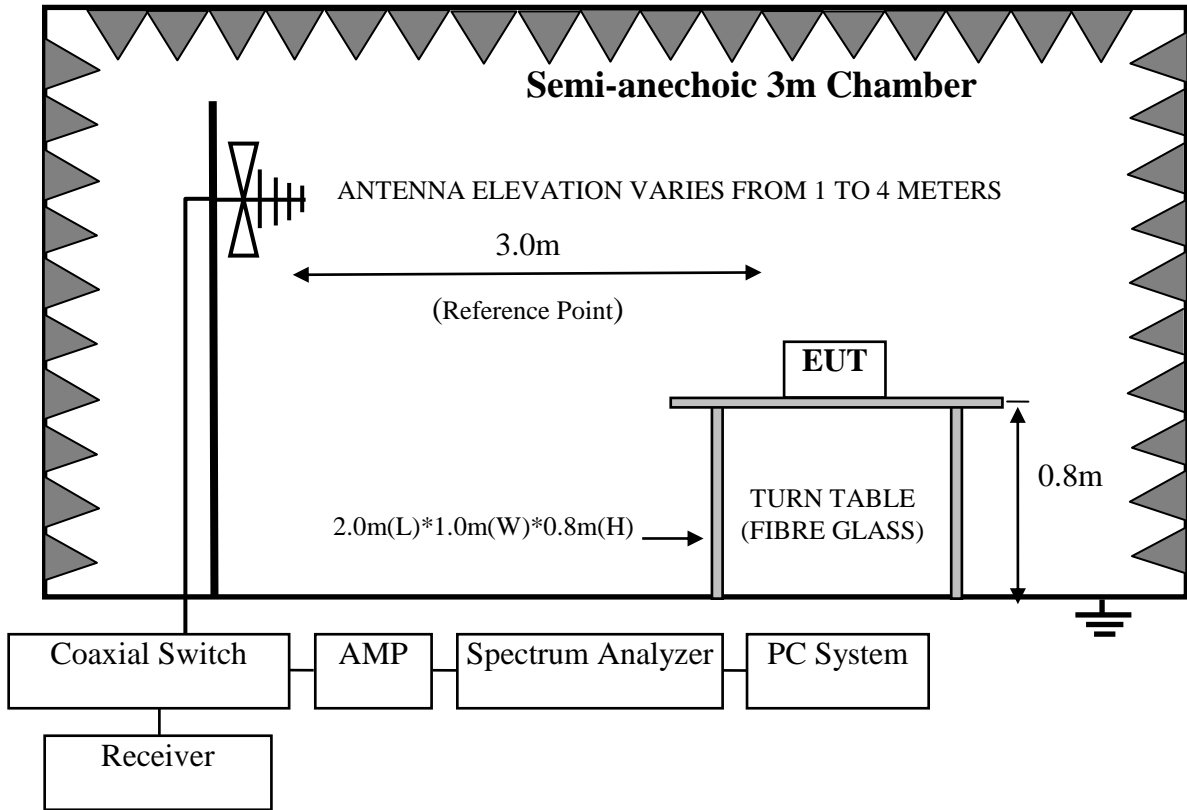 Semi-anechoic 3m Chamber
ANTENNA ELEVATION VARIES FROM 1 TO 4 METERS
3.0m
(Reference Point)
EUT
0.8m
TURN TABLE
(FIBRE GLASS)
2.0m(L)*1.0m(W)*0.8m(H)
Coaxial Switch
AMP
Spectrum Analyzer
PC System
Receiver